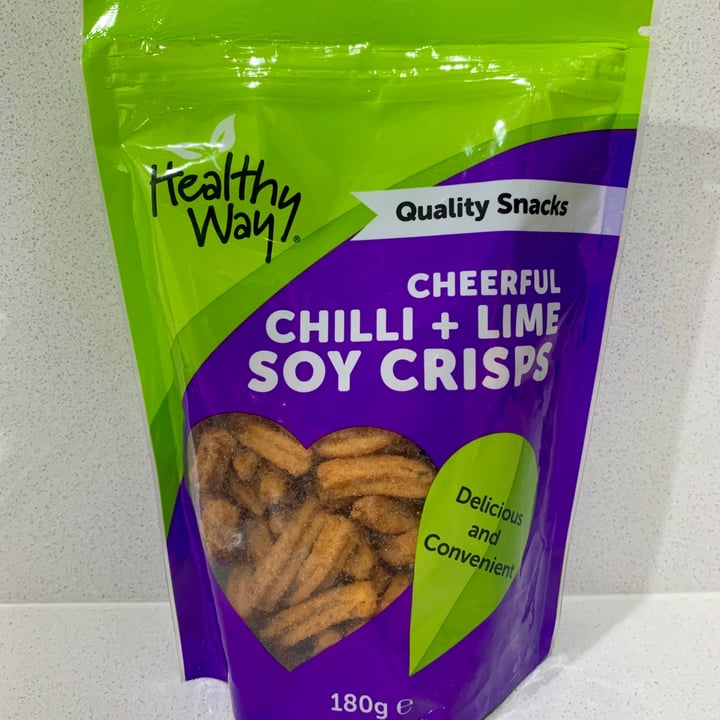 Healthy
Way®
Quality Snacks
CHEERFUL
CHILLI + LIME
SOY CRISPS
Delicious
and
Convenient
180g ℮